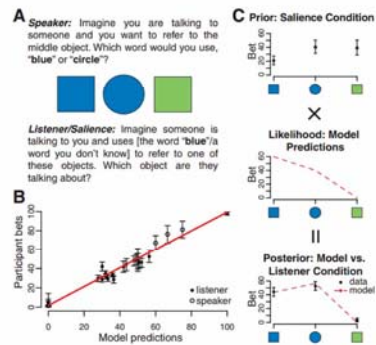 A
Speaker: Imagine you are talking to
someone and you want to refer to the
middle object. Which word would you use,
"blue" or "circle"?
Listener/Salience: Imagine someone is
talking to you and uses [the word "blue"/a
word you don't know] to refer to one
of these objects. Which object are they
talking about?
B
Participant bets
0 20 40 60 80 100
0 20 40 60 80 100
Model predictions
listener
speaker
C
Prior: Salience Condition
Bet
0 20 40 60
×
Likelihood: Model
Predictions
Bet
0 20 40 60
=
Posterior: Model vs.
Listener Condition
Bet
0 20 40 60
data
model